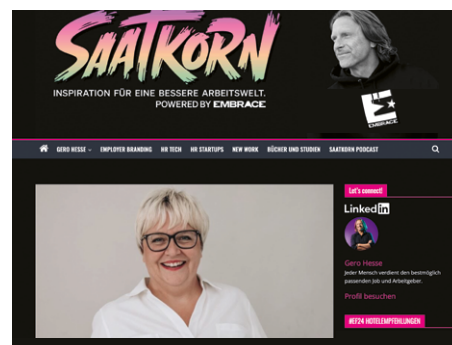 SAATKORN
INSPIRATION FÜR EINE BESSERE ARBEITSWELT.
POWERED BY EMBRACE
E
EMBRACE
GERO HESSE EMPLOYER BRANDING HR TECH HR STARTUPS NEW WORK BÜCHER UND STUDIEN SAATKORN PODCAST
Let's connect!
Linked in
Gero Hesse
Jeder Mensch verdient den bestmöglich
passenden Job und Arbeitgeber.
Profil besuchen
#EF24 HOTELEMPFEHLUNGEN